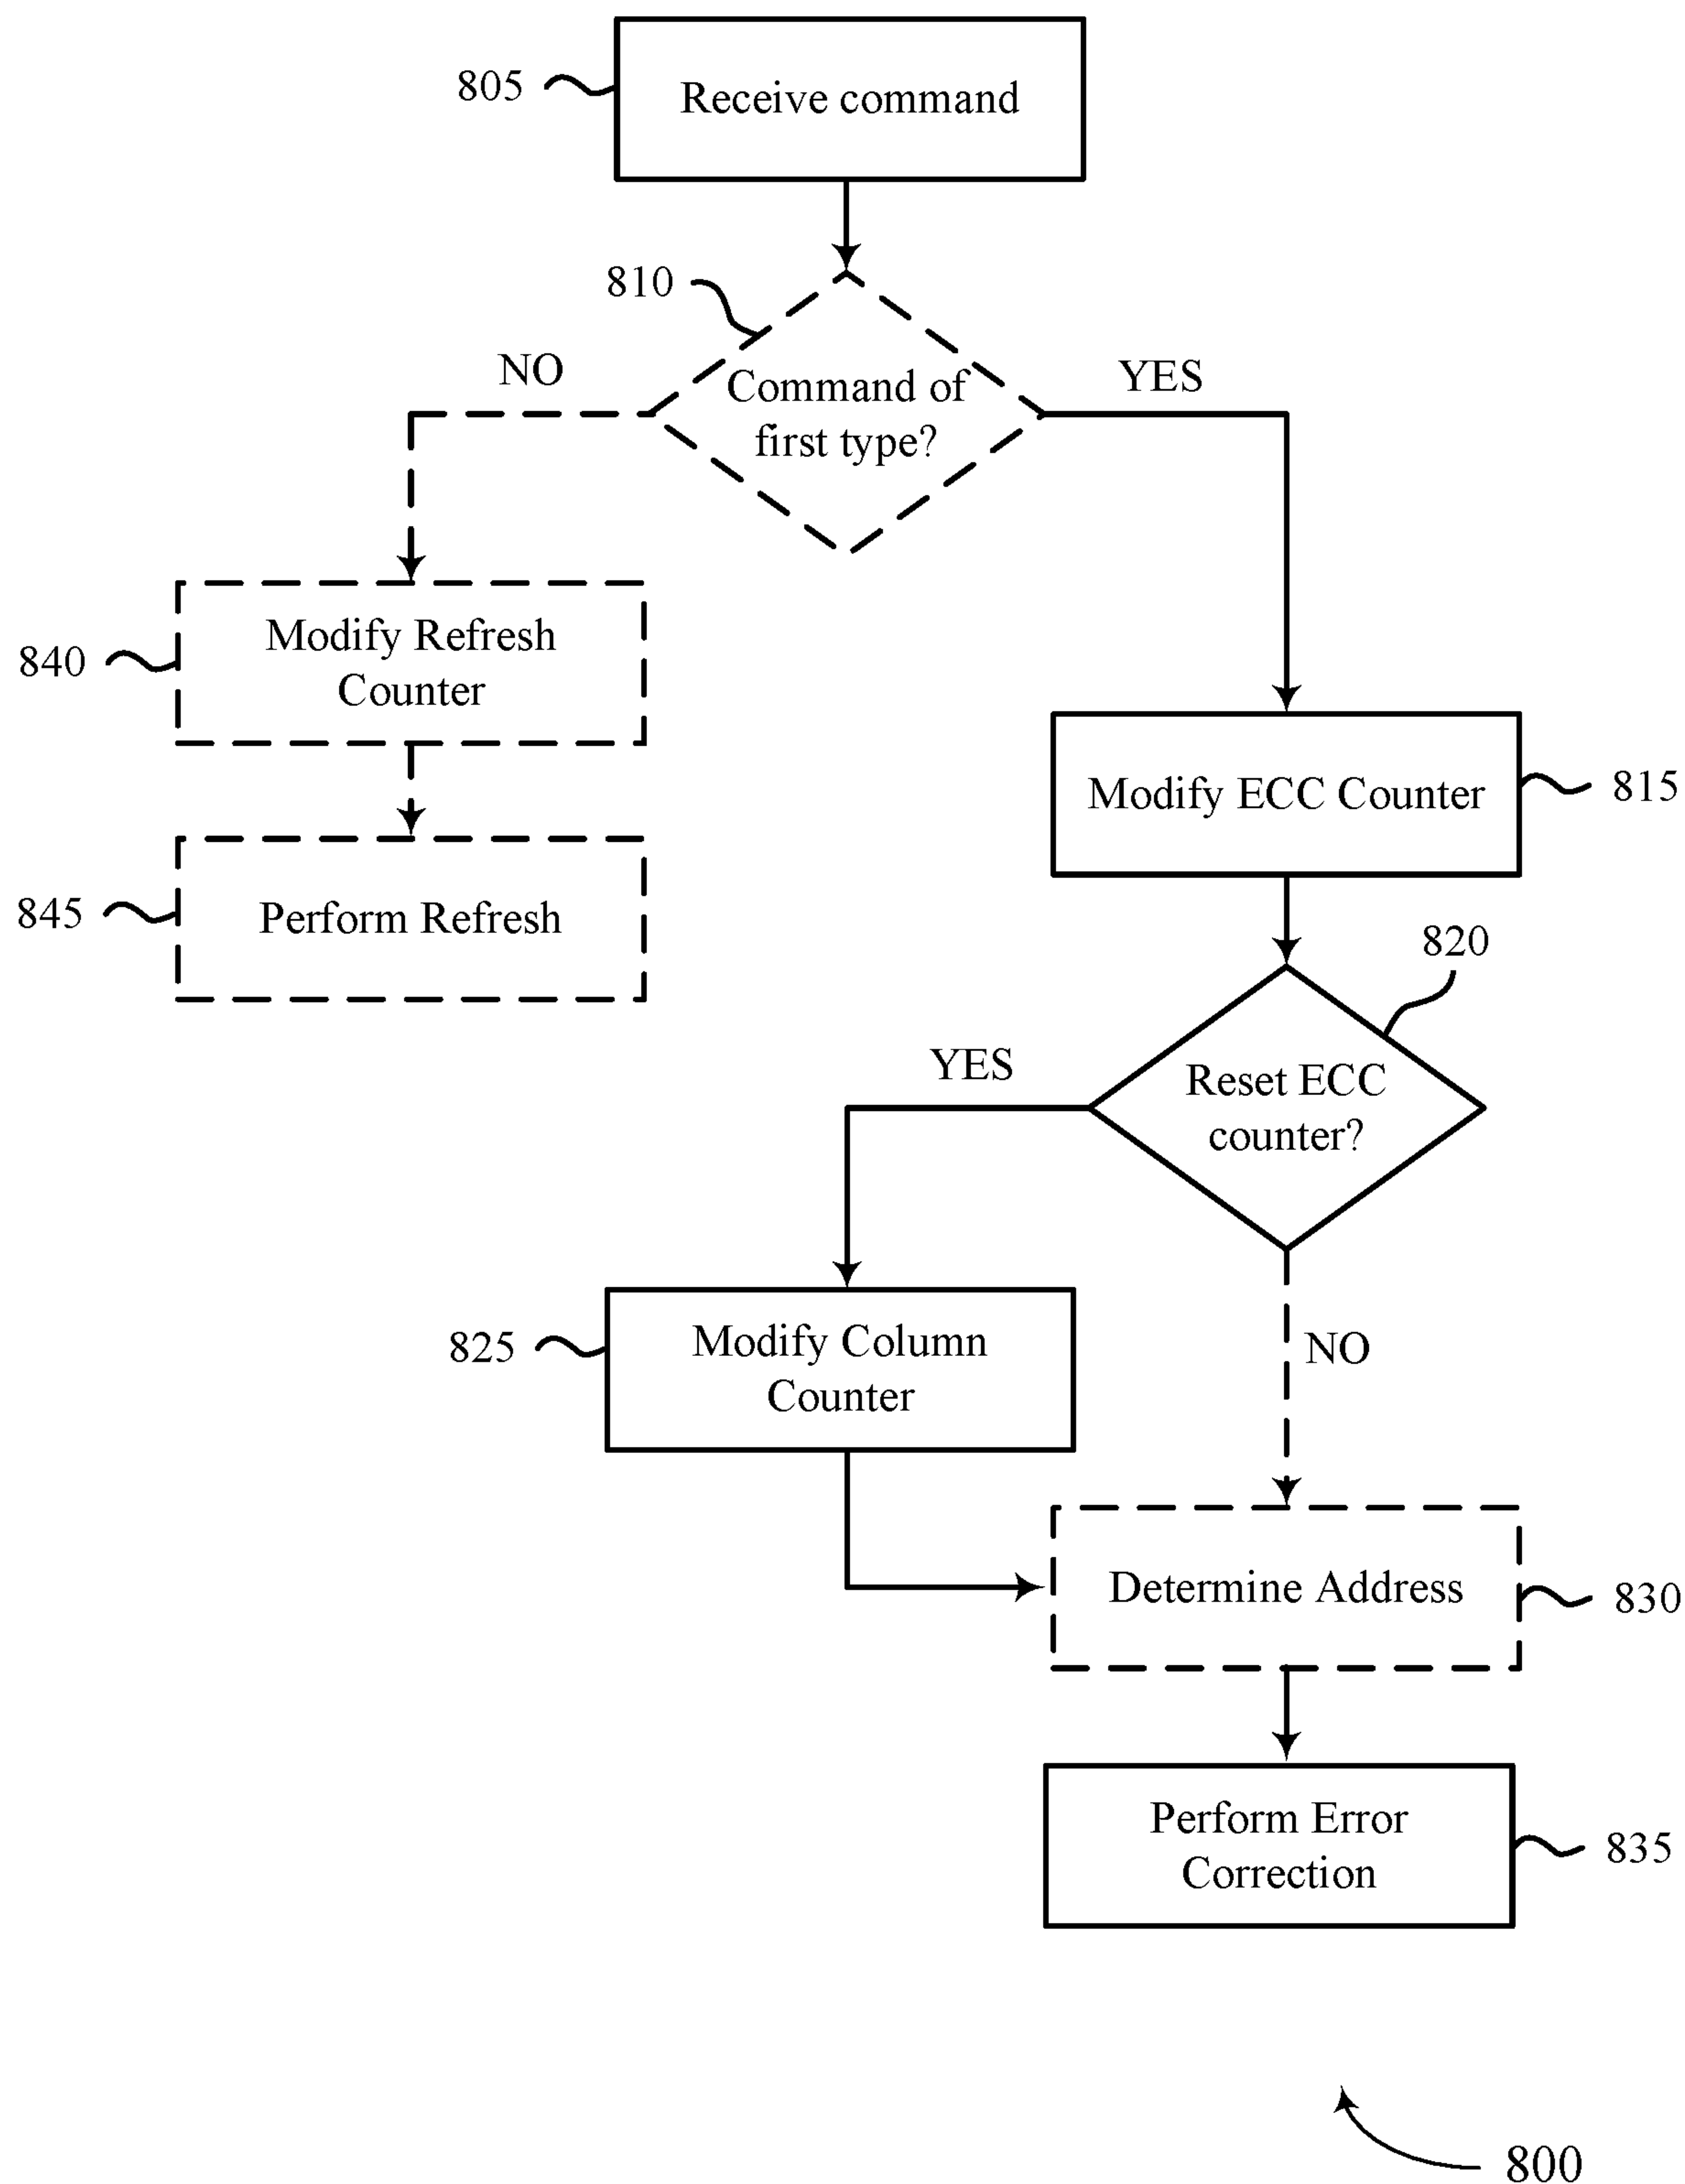 805
Receive command
810
NO
Command of
first type?
YES
840
Modify Refresh
Counter
Modify ECC Counter
815
845
Perform Refresh
820
YES
Reset ECC
counter?
825
Modify Column
Counter
NO
Determine Address
830
Perform Error
Correction
835
800